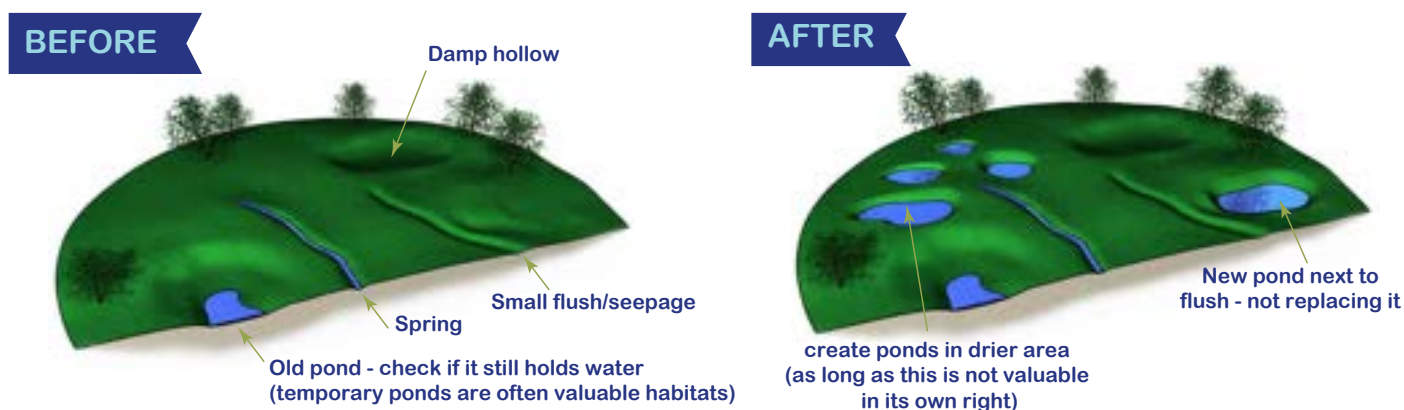 BEFORE
Damp hollow
Small flush/seepage
Spring
Old pond - check if it still holds water
(temporary ponds are often valuable habitats)
AFTER
New pond next to
flush - not replacing it
create ponds in drier area
(as long as this is not valuable
in its own right)